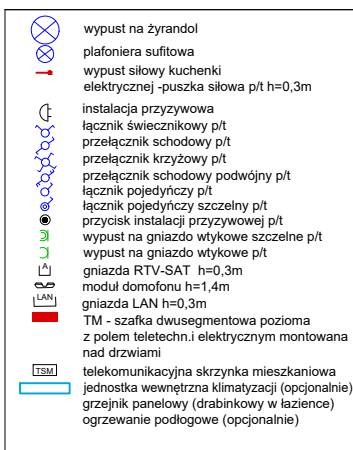 wypust na żyrandol
plafoniera sufitowa
wypust siłowy kuchenki
elektrycznej -puszka siłowa p/t h=0,3m
instalacja przyzywowa
łącznik świecznikowy p/t
przełącznik schodowy p/t
przełącznik krzyżowy p/t
przełącznik schodowy podwójny p/t
łącznik pojedyńczy p/t
łącznik pojedyńczy szczelny p/t
przycisk instalacji przyzywowej p/t
wypust na gniazdo wtykowe szczelne p/t
wypust na gniazdo wtykowe p/t
A gniazda RTV-SAT h=0,3m
moduł domofonu h=1,4m
LAN gniazda LAN h=0,3m
TM - szafka dwusegmentowa pozioma
z polem teletechn.i elektrycznym montowana
nad drzwiami
TSM telekomunikacyjna skrzynka mieszkaniowa
jednostka wewnętrzna klimatyzacji (opcjonalnie)
grzejnik panelowy (drabinkowy w łazience)
ogrzewanie podłogowe (opcjonalnie)